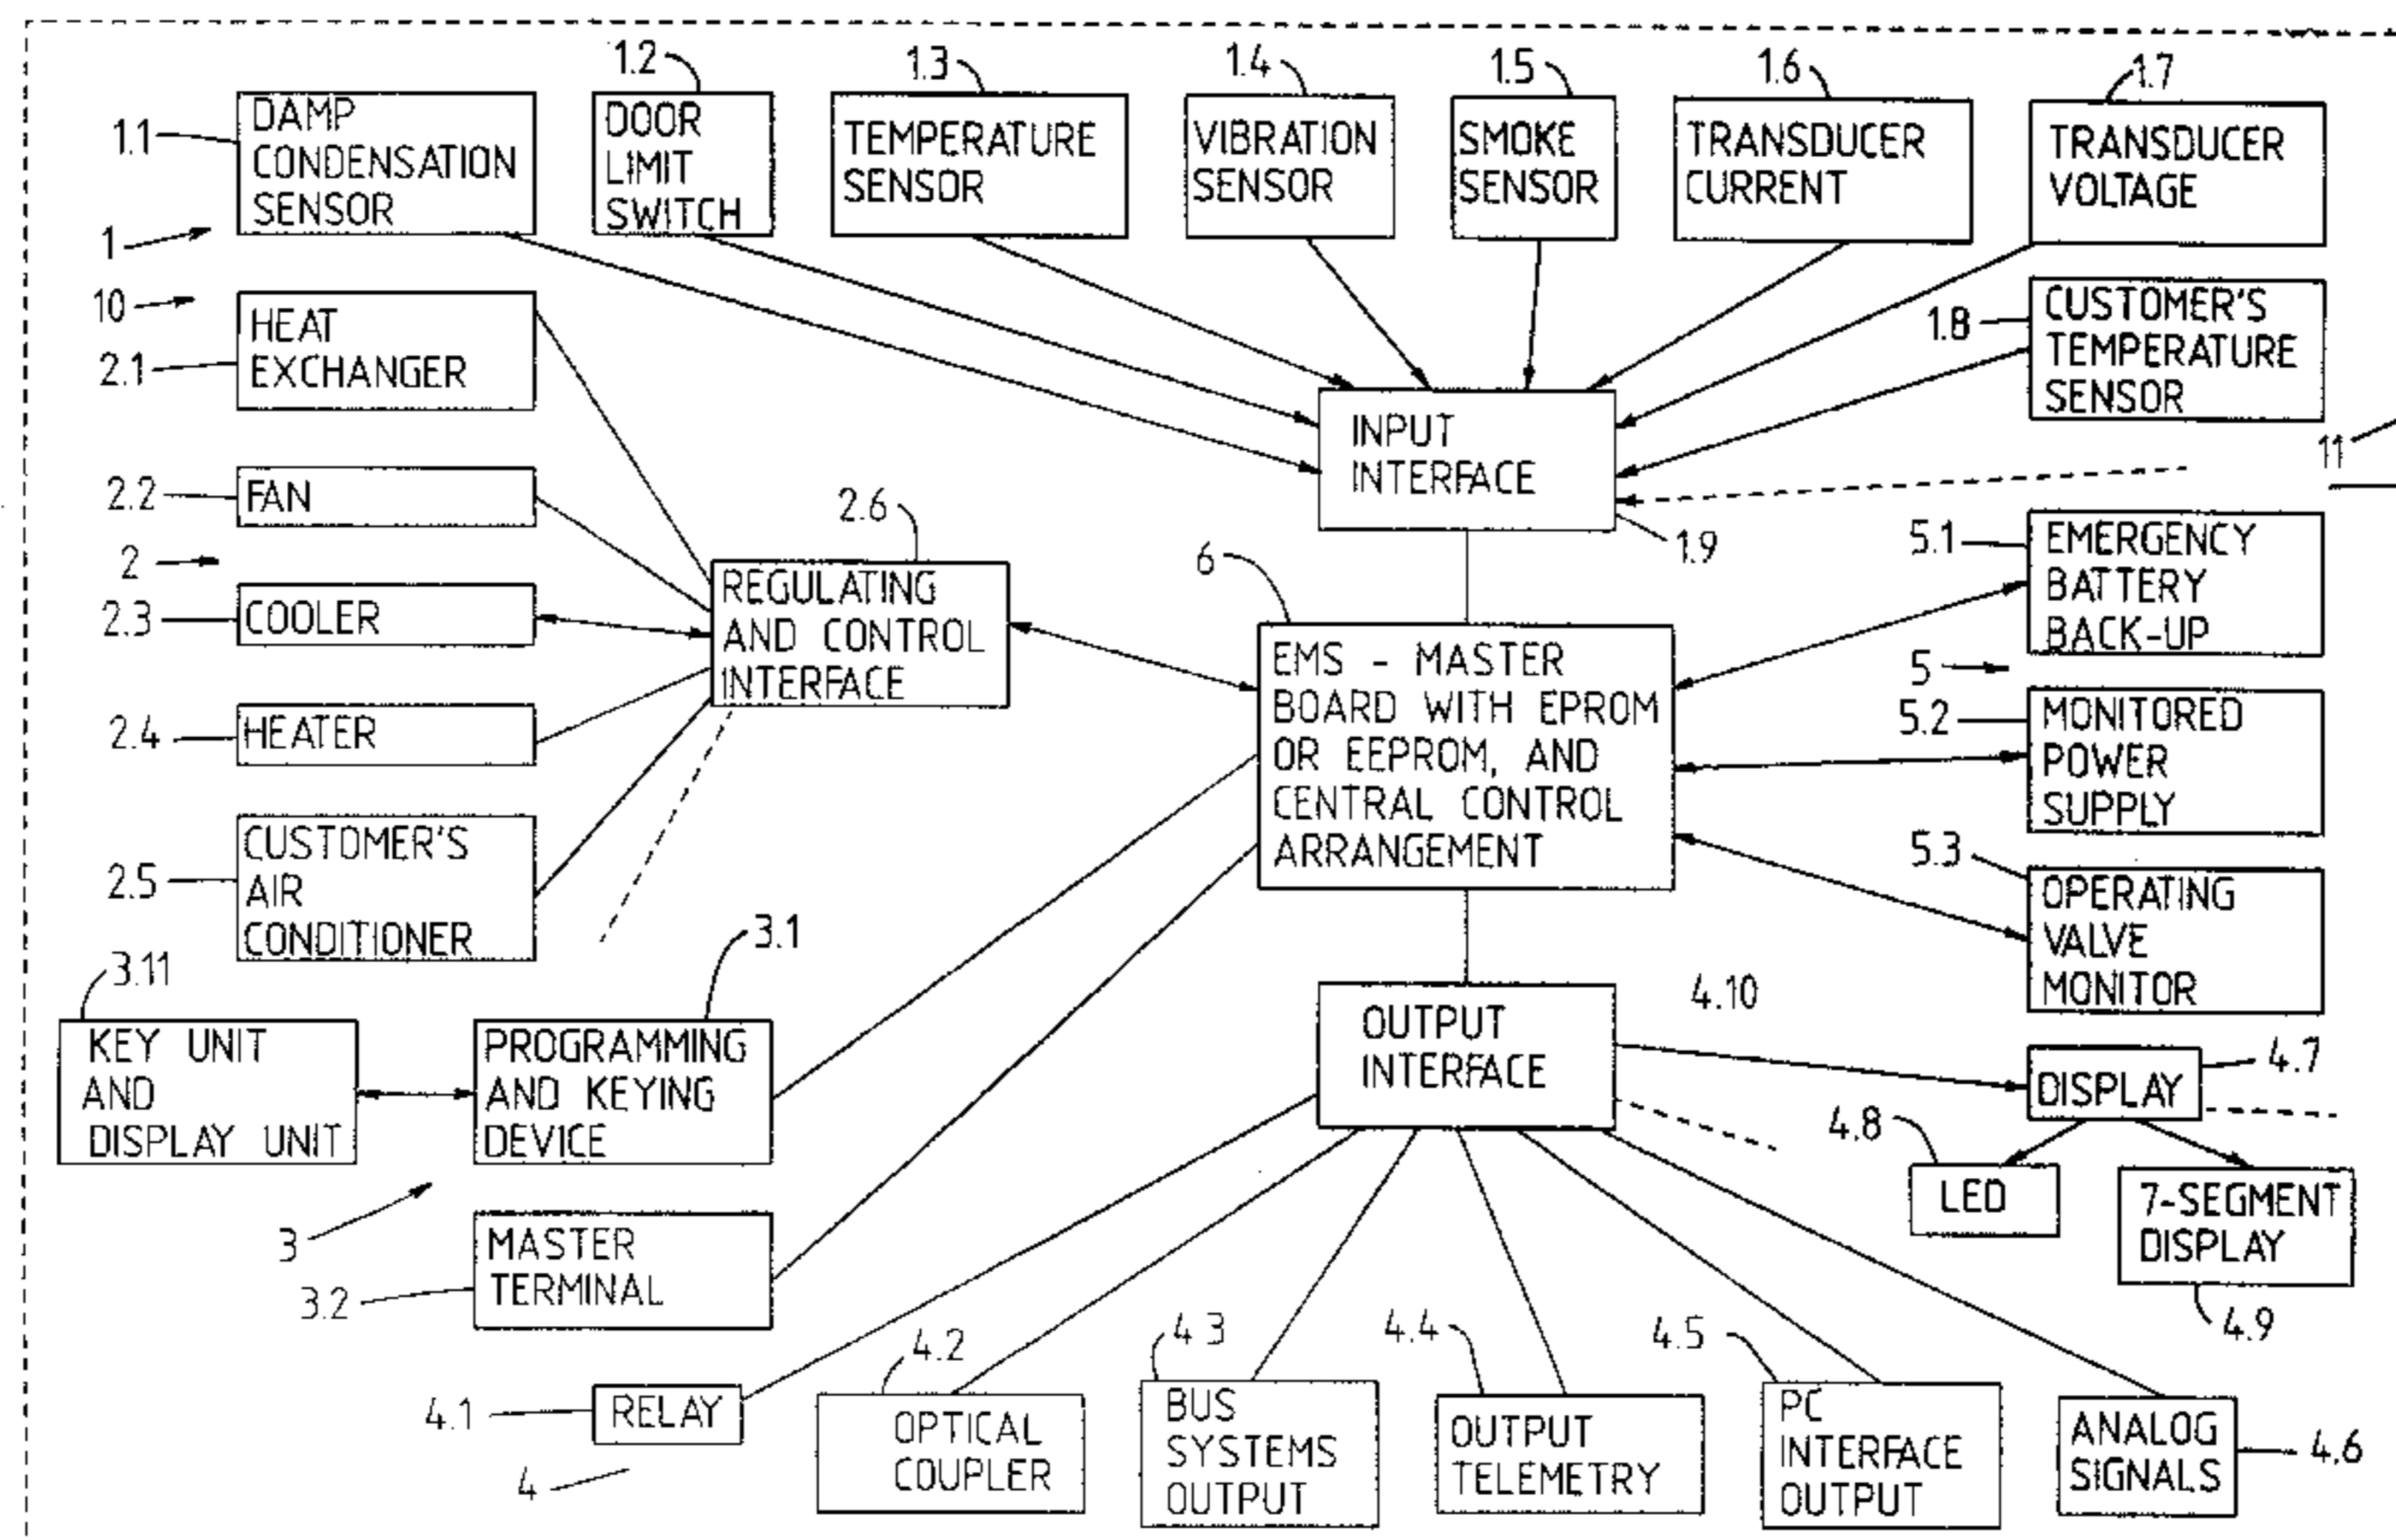 1.1
DAMP
CONDENSATION
SENSOR
1.2
DOOR
LIMIT
SWITCH
1.3
TEMPERATURE
SENSOR
1.4
VIBRATION
SENSOR
1.5
SMOKE
SENSOR
1.6
TRANSDUCER
CURRENT
1.7
TRANSDUCER
VOLTAGE
1
10
2.1
HEAT
EXCHANGER
1.8
CUSTOMER'S
TEMPERATURE
SENSOR
11
INPUT
INTERFACE
1.9
2.2
FAN
2
2.3
COOLER
2.4
HEATER
2.5
CUSTOMER'S
AIR
CONDITIONER
2.6
REGULATING
AND CONTROL
INTERFACE
6
EMS - MASTER
BOARD WITH EPROM
OR EEPROM, AND
CENTRAL CONTROL
ARRANGEMENT
5.1
EMERGENCY
BATTERY
BACK-UP
5
5.2
MONITORED
POWER
SUPPLY
5.3
OPERATING
VALVE
MONITOR
3.11
KEY UNIT
AND
DISPLAY UNIT
3.1
PROGRAMMING
AND KEYING
DEVICE
3
3.2
MASTER
TERMINAL
OUTPUT
INTERFACE
4.10
4.7
DISPLAY
4.8
LED
7-SEGMENT
DISPLAY
4.9
4.1
RELAY
4
4.2
OPTICAL
COUPLER
4.3
BUS
SYSTEMS
OUTPUT
4.4
OUTPUT
TELEMETRY
4.5
PC
INTERFACE
OUTPUT
ANALOG
SIGNALS
4.6